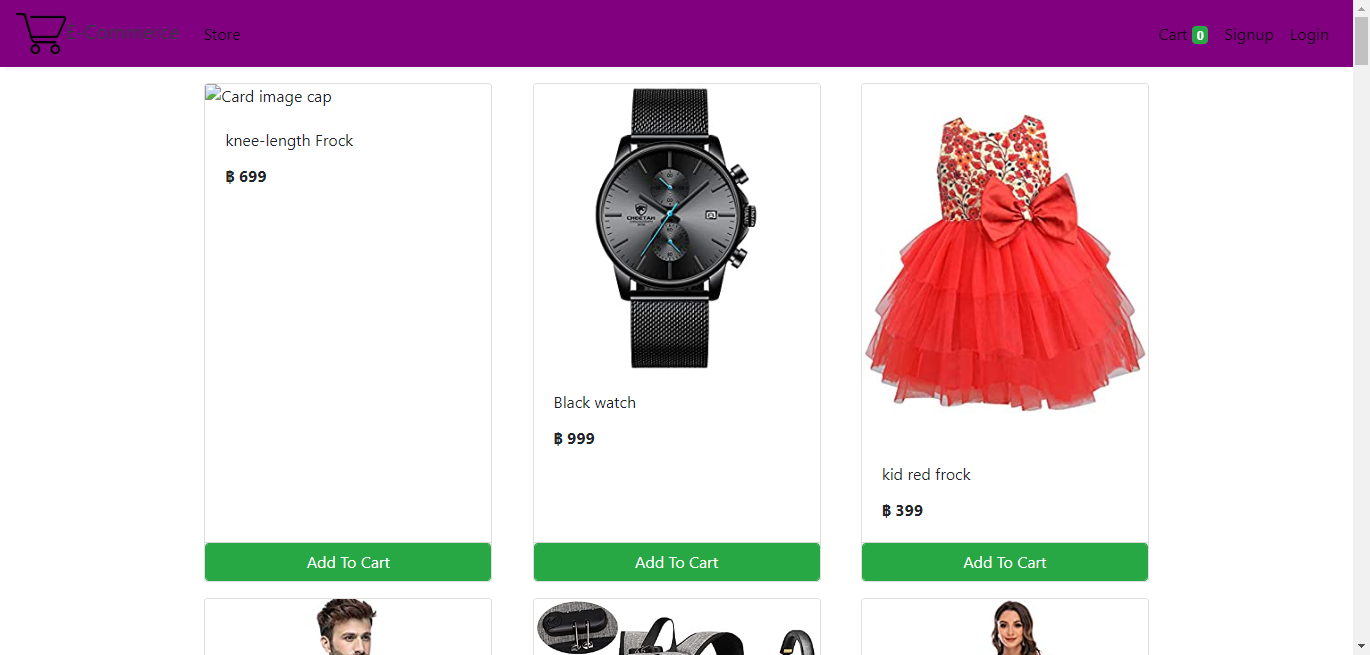 E-Commerce Store Cart 0 Signup Login
Card image cap
knee-length Frock
฿ 699
CHEETAH
Black watch
฿ 999
kid red frock
฿ 399
Add To Cart Add To Cart Add To Cart